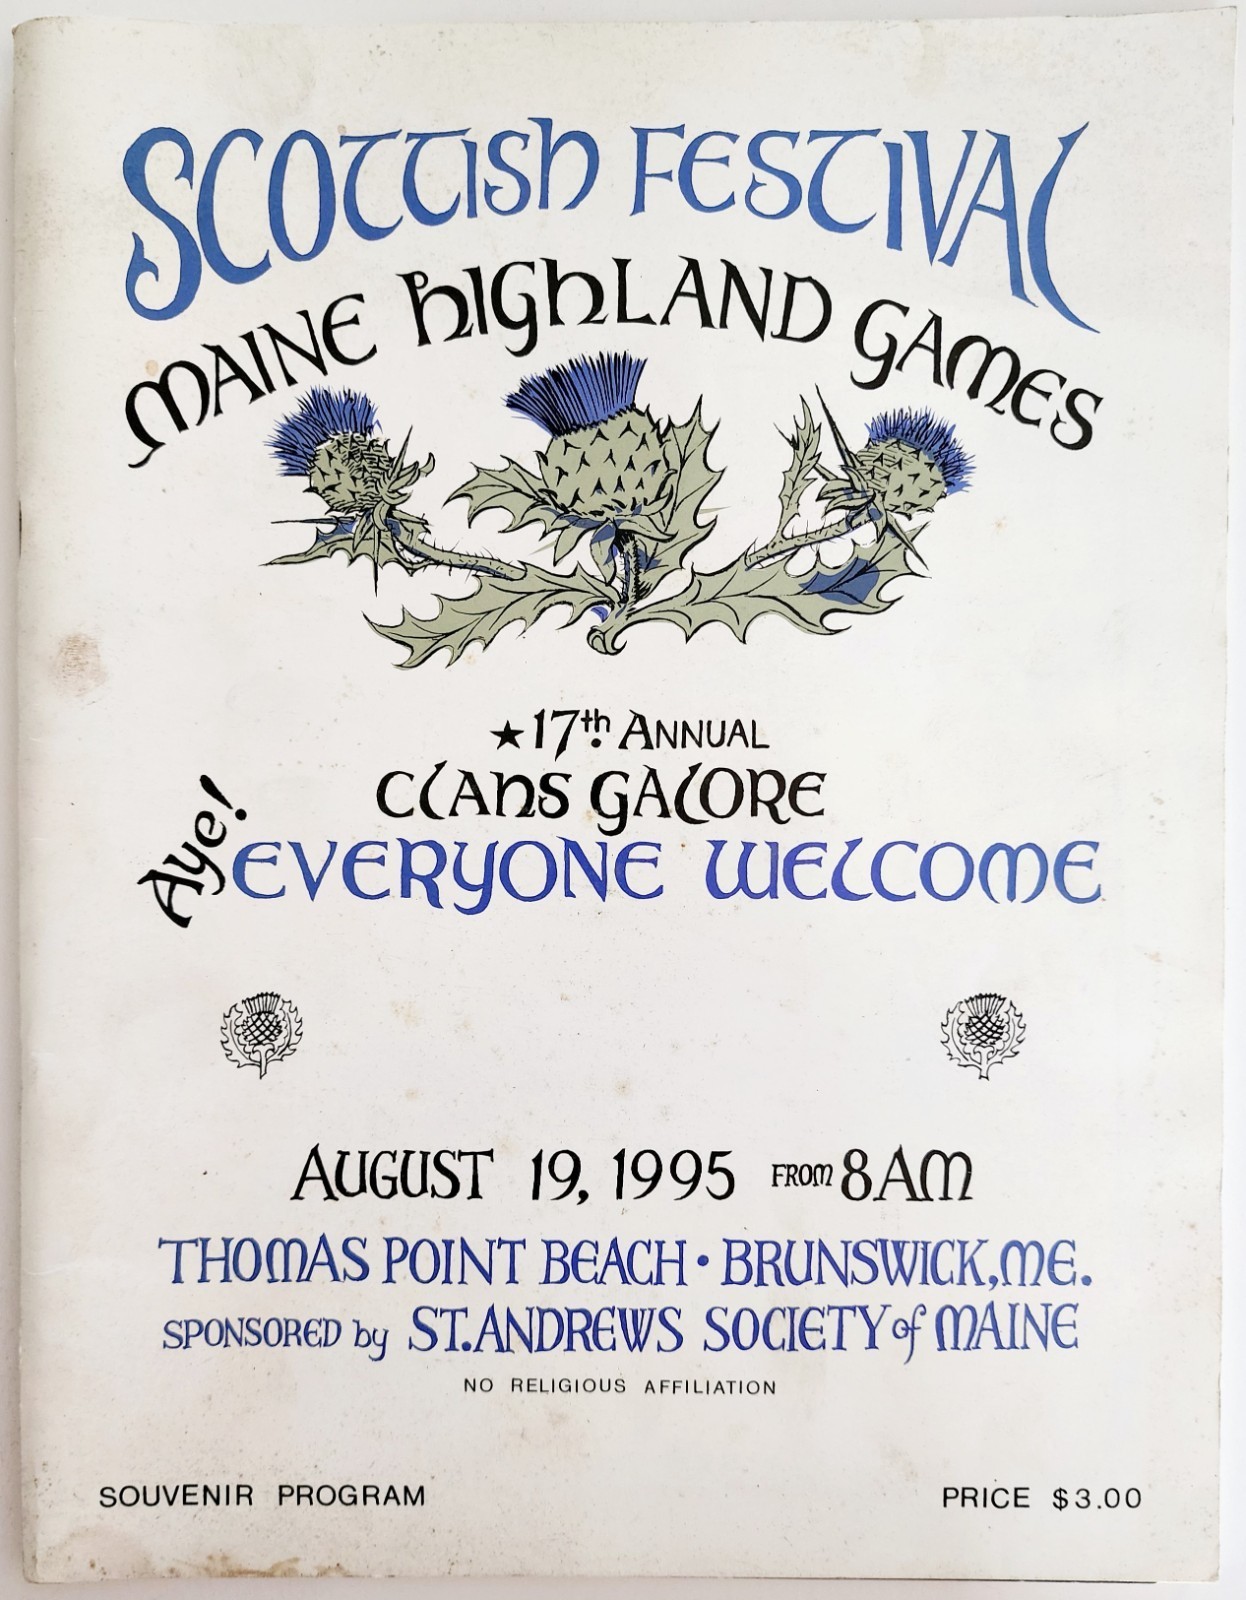 SCOTTISH FESTIVAL
MAINE HIGHLAND GAMES
★17th ANNUAL
CLANS GALORE
Aye!
EVERYONE WELCOME
AUGUST 19, 1995 FROM 8AM
THOMAS POINT BEACH • BRUNSWICK, ME.
SPONSORED by ST. ANDREWS SOCIETY of MAINE
NO RELIGIOUS AFFILIATION
SOUVENIR PROGRAM
PRICE $3.00